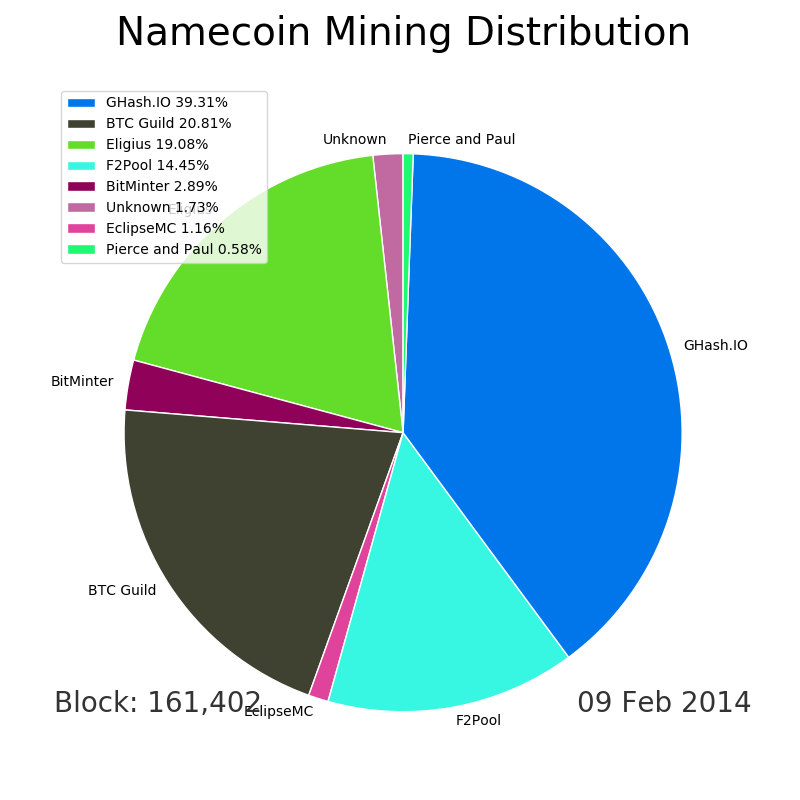 Namecoin Mining Distribution
GHash.IO 39.31%
BTC Guild 20.81%
Eligius 19.08%
F2Pool 14.45%
BitMinter 2.89%
Unknown 1.73%
EclipseMC 1.16%
Pierce and Paul 0.58%
Unknown
Pierce and Paul
Eligius
GHash.IO
BitMinter
BTC Guild
EclipseMC
F2Pool
Block: 161,402
09 Feb 2014